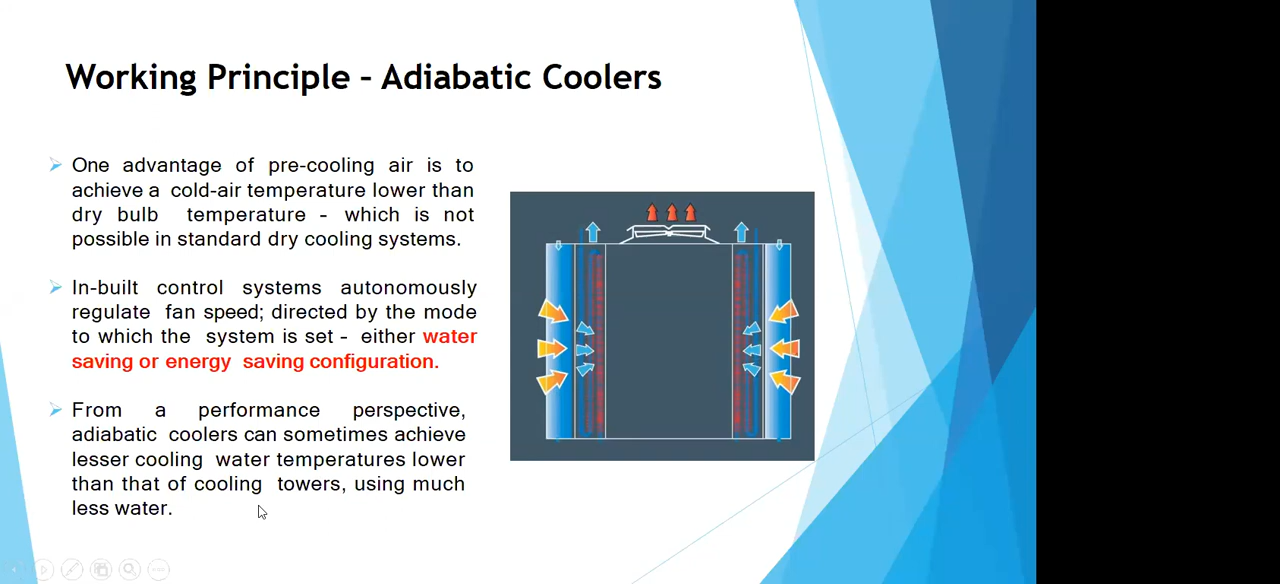 Working Principle – Adiabatic Coolers
One advantage of pre-cooling air is to
achieve a cold-air temperature lower than
dry bulb temperature - which is not
possible in standard dry cooling systems.
In-built control systems autonomously
regulate fan speed; directed by the mode
to which the system is set - either water
saving or energy saving configuration.
From a performance perspective,
adiabatic coolers can sometimes achieve
lesser cooling water temperatures lower
than that of cooling towers, using much
less water.